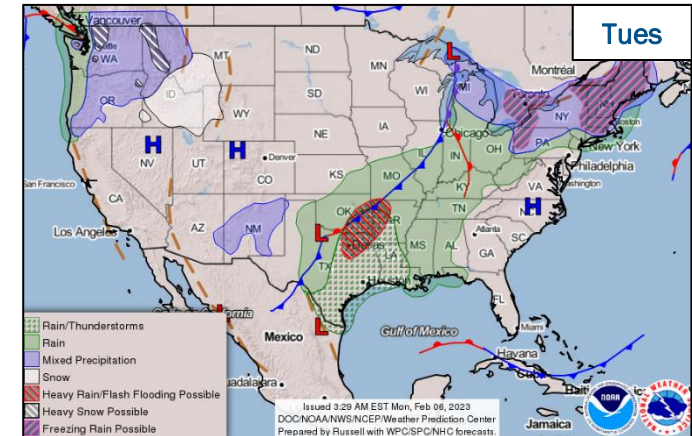 Tues
Vancouver
Seattle
WA
MT
ND
MN
Montréal
OR
ID
SD
WI
MI
Toronto
NH
WY
NY
Boston
IA
Chicago
PA
New York
NE
IL
IN
OH
Philadelphia
NV
UT
Denver
Washington
San Francisco
CO
KS
MO
KY
VA
CA
OK
AR
TN
NC
Los Angeles
AZ
NM
Atlanta
SC
Dallas
MS
AL
GA
TX
LA
Houston
FL
Miami
Mexico
Gulf of Mexico
Havana
Cuba
Jamaica
H
H
H
L
L
L
Rain/Thunderstorms
Rain
Mixed Precipitation
Snow
Heavy Rain/Flash Flooding Possible
Heavy Snow Possible
Freezing Rain Possible
Issued 3:29 AM EST Mon, Feb 06, 2023
DOC/NOAA/NWS/NCEP/Weather Prediction Center
Prepared by Russell with WPC/SPC/NHC forecasts.
NOAA